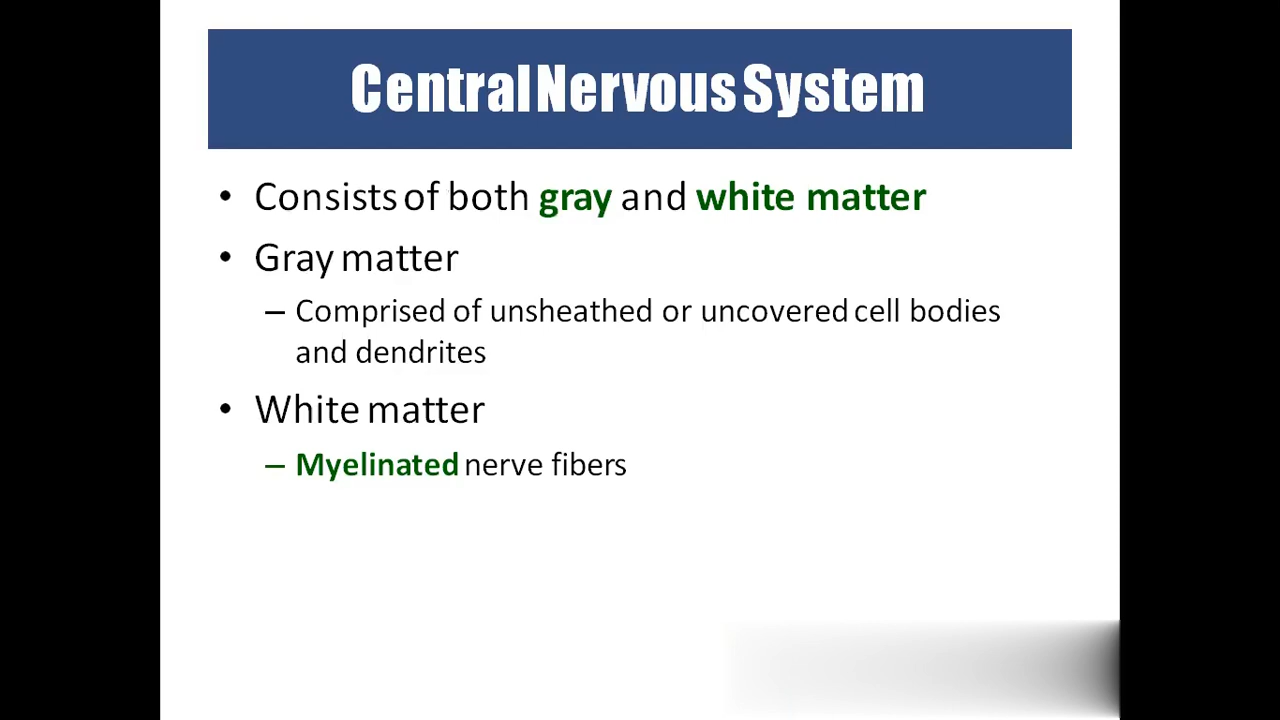 Central Nervous System
• Consists of both gray and white matter
• Gray matter
– Comprised of unsheathed or uncovered cell bodies
and dendrites
• White matter
– Myelinated nerve fibers